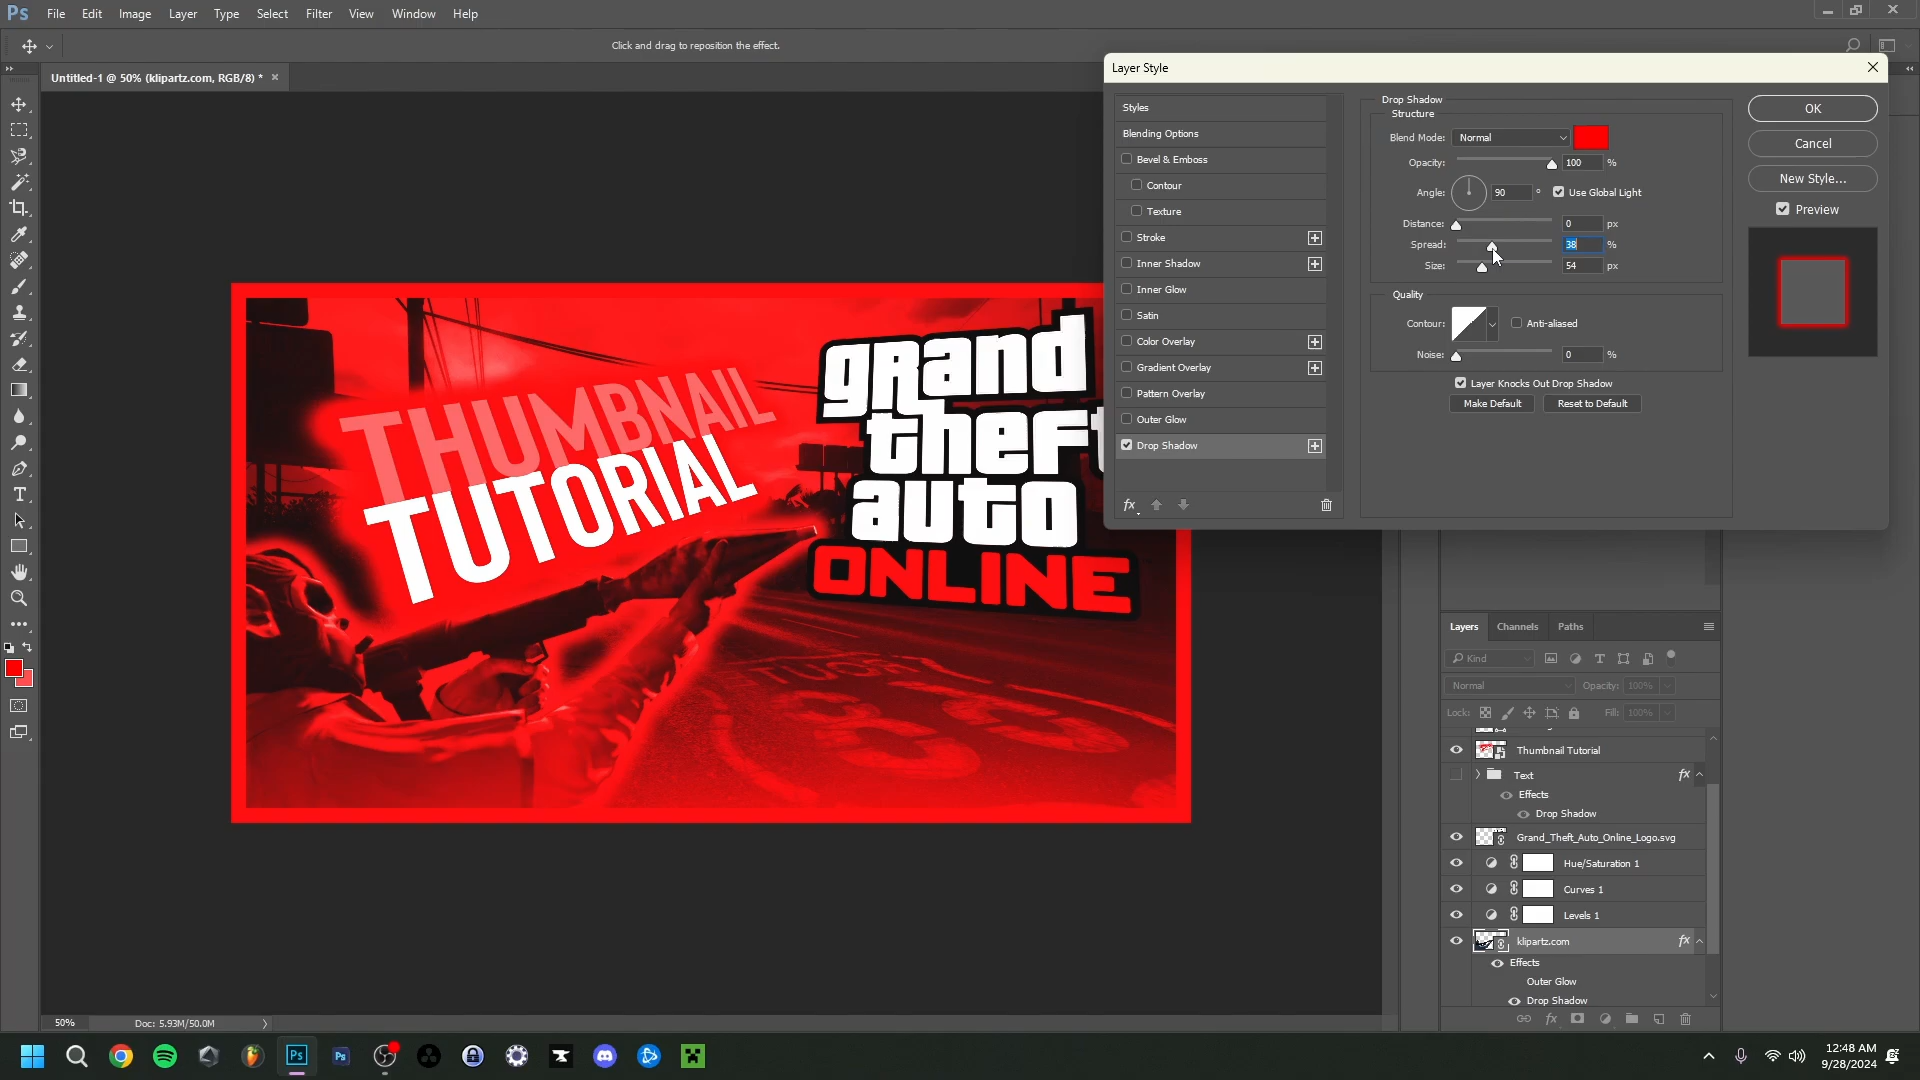 Ps File Edit Image Layer Type Select Filter View Window Help
Click and drag to reposition the effect.
Untitled-1 @ 50% (klipartz.com, RGB/8) * ×
THUMBNAIL
TUTORIAL
grand
theft
auto
ONLINE
50% Doc: 5.93M/50.0M
Layer Style
Styles
Blending Options
Bevel & Emboss
Contour
Texture
Stroke
Inner Shadow
Inner Glow
Satin
Color Overlay
Gradient Overlay
Pattern Overlay
Outer Glow
Drop Shadow
fx
Drop Shadow
Structure
Blend Mode: Normal
Opacity: 100 %
Angle: 90 ° Use Global Light
Distance: 0 px
Spread: 38 %
Size: 54 px
Quality
Contour: Anti-aliased
Noise: 0 %
Layer Knocks Out Drop Shadow
Make Default Reset to Default
OK
Cancel
New Style...
Preview
Layers Channels Paths
Kind
Normal Opacity: 100%
Lock: Fill: 100%
Thumbnail Tutorial
Text fx
Effects
Drop Shadow
Grand_Theft_Auto_Online_Logo.svg
Hue/Saturation 1
Curves 1
Levels 1
klipartz.com fx
Effects
Outer Glow
Drop Shadow
fx
Ps Ps
12:48 AM
9/28/2024